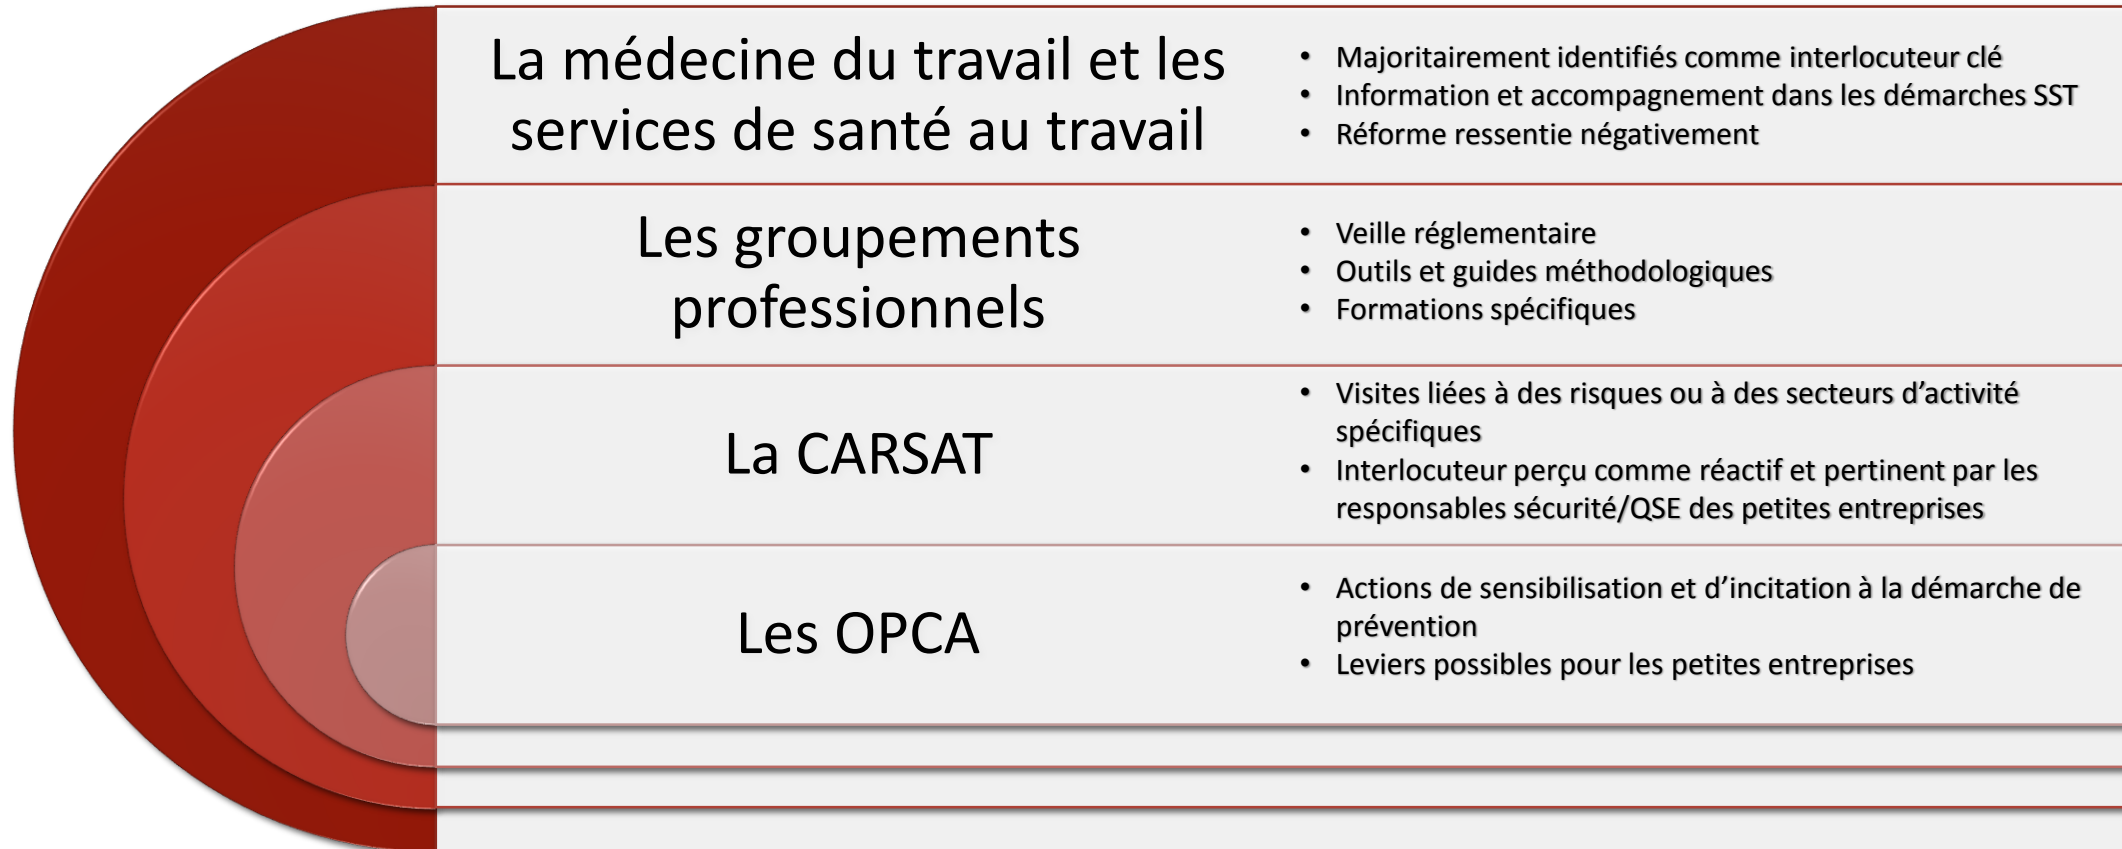 La médecine du travail et les
services de santé au travail
• Majoritairement identifiés comme interlocuteur clé
• Information et accompagnement dans les démarches SST
• Réforme ressentie négativement
Les groupements
professionnels
• Veille réglementaire
• Outils et guides méthodologiques
• Formations spécifiques
La CARSAT
• Visites liées à des risques ou à des secteurs d’activité
spécifiques
• Interlocuteur perçu comme réactif et pertinent par les
responsables sécurité/QSE des petites entreprises
Les OPCA
• Actions de sensibilisation et d’incitation à la démarche de
prévention
• Leviers possibles pour les petites entreprises